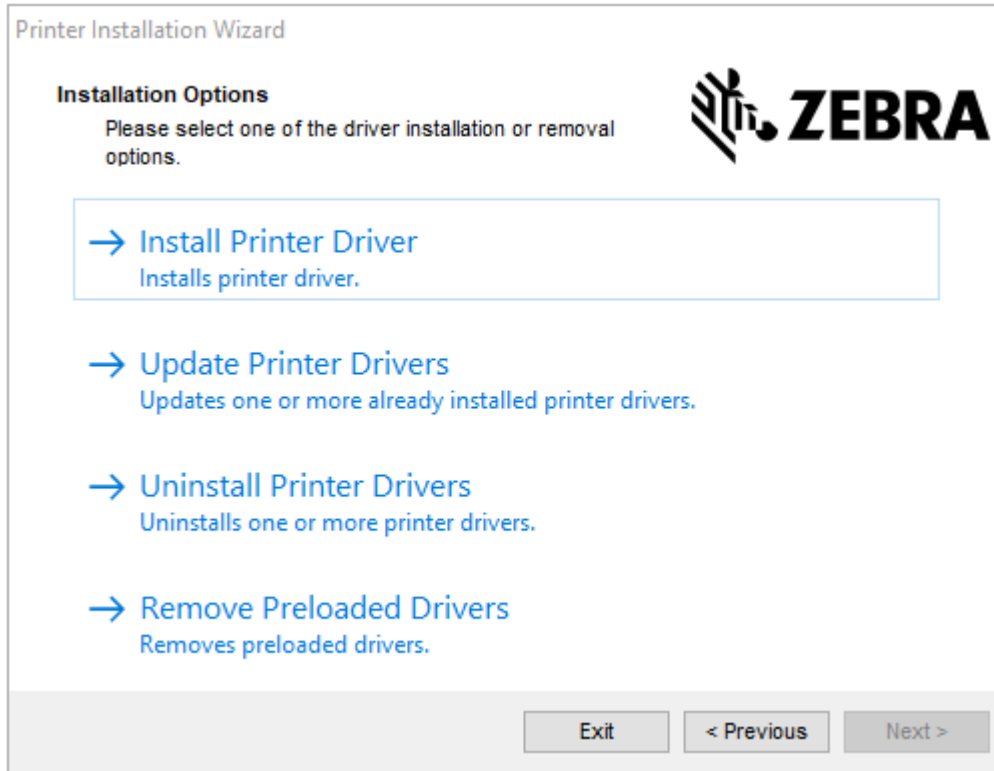 Printer Installation Wizard
Installation Options
Please select one of the driver installation or removal
options.
ZEBRA
Install Printer Driver
Installs printer driver.
Update Printer Drivers
Updates one or more already installed printer drivers.
Uninstall Printer Drivers
Uninstalls one or more printer drivers.
Remove Preloaded Drivers
Removes preloaded drivers.
Exit
< Previous
Next >